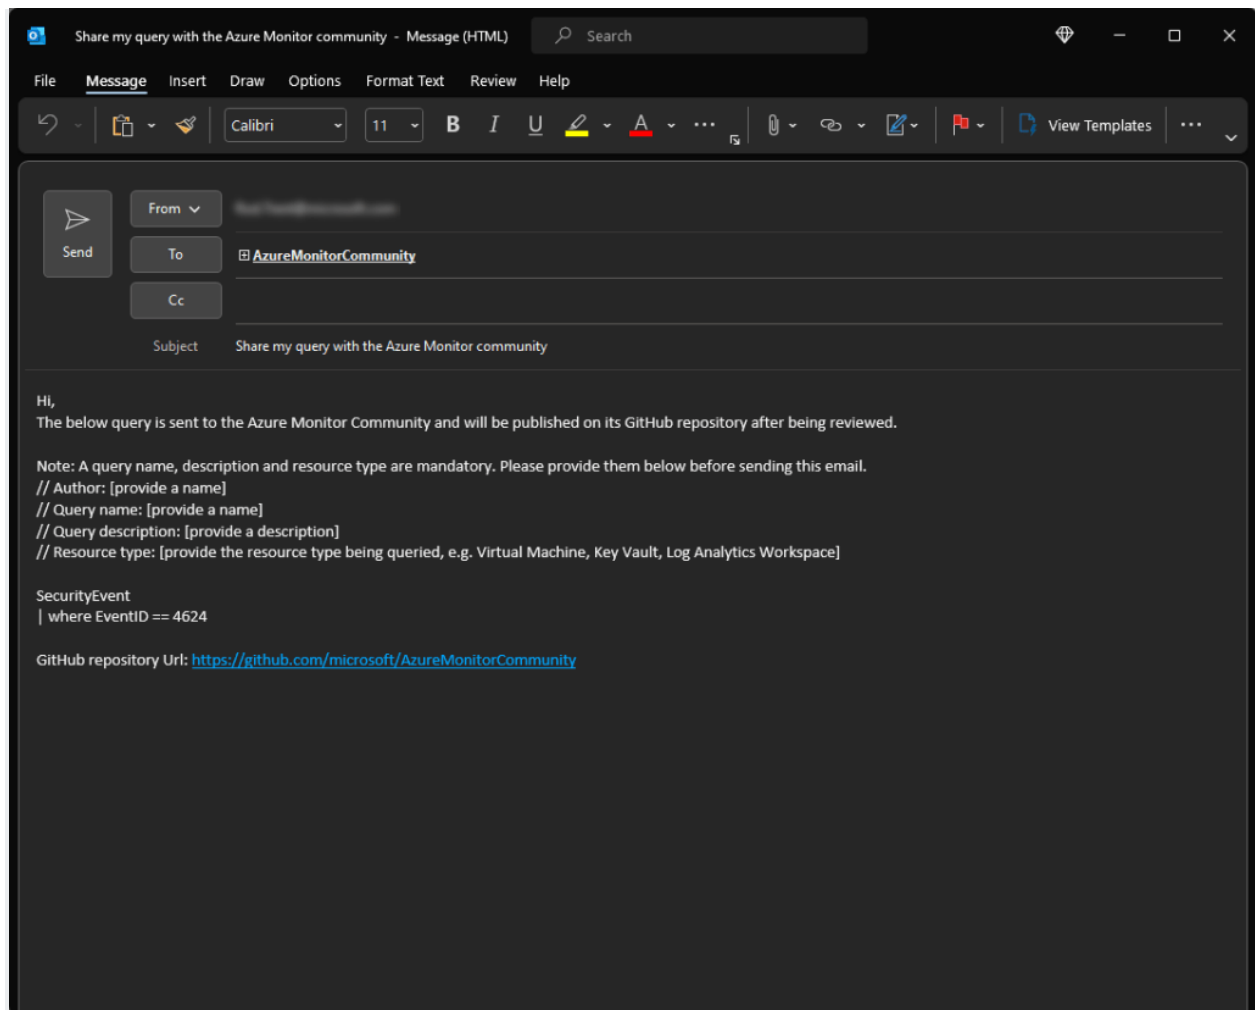 Share my query with the Azure Monitor community - Message (HTML)
Search
File Message Insert Draw Options Format Text Review Help
Calibri 11 B I U A View Templates
Send
From
To AzureMonitorCommunity
Cc
Subject Share my query with the Azure Monitor community
Hi,
The below query is sent to the Azure Monitor Community and will be published on its GitHub repository after being reviewed.
Note: A query name, description and resource type are mandatory. Please provide them below before sending this email.
// Author: [provide a name]
// Query name: [provide a name]
// Query description: [provide a description]
// Resource type: [provide the resource type being queried, e.g. Virtual Machine, Key Vault, Log Analytics Workspace]
SecurityEvent
| where EventID == 4624
GitHub repository Url: https://github.com/microsoft/AzureMonitorCommunity